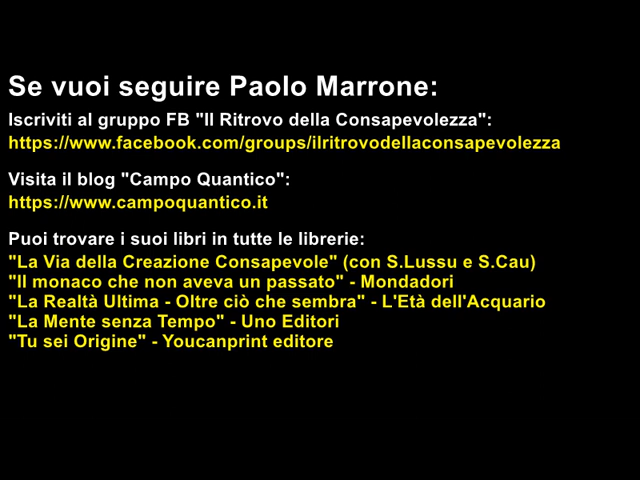 Se vuoi seguire Paolo Marrone:
Iscriviti al gruppo FB "Il Ritrovo della Consapevolezza":
https://www.facebook.com/groups/ilritrovodellaconsapevolezza
Visita il blog "Campo Quantico":
https://www.campoquantico.it
Puoi trovare i suoi libri in tutte le librerie:
"La Via della Creazione Consapevole" (con S.Lussu e S.Cau)
"Il monaco che non aveva un passato" - Mondadori
"La Realtà Ultima - Oltre ciò che sembra" - L'Età dell'Acquario
"La Mente senza Tempo" - Uno Editori
"Tu sei Origine" - Youcanprint editore